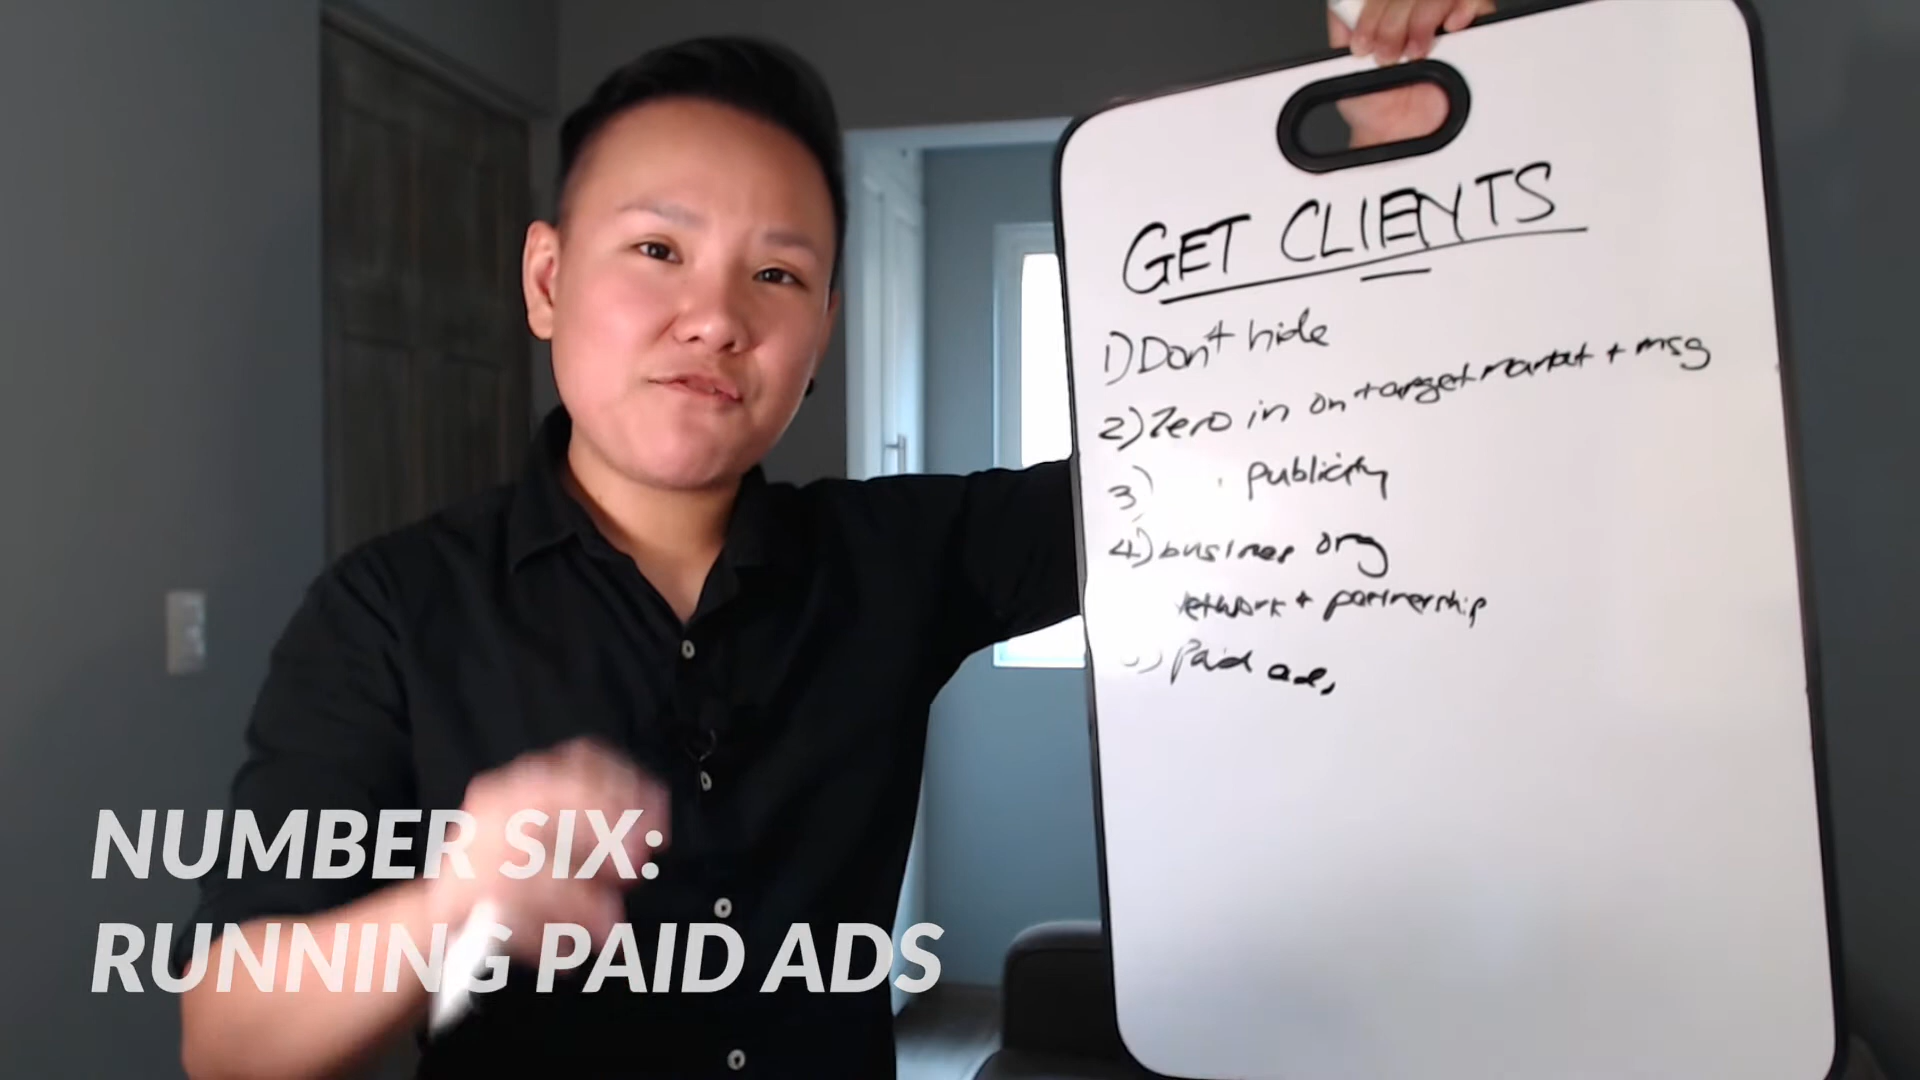 GET CLIENTS
1) Don't hide
2) Zero in on target market + msg
3) publicity
4) business org
network + partnership
Paid ads
NUMBER SIX:
RUNNING PAID ADS